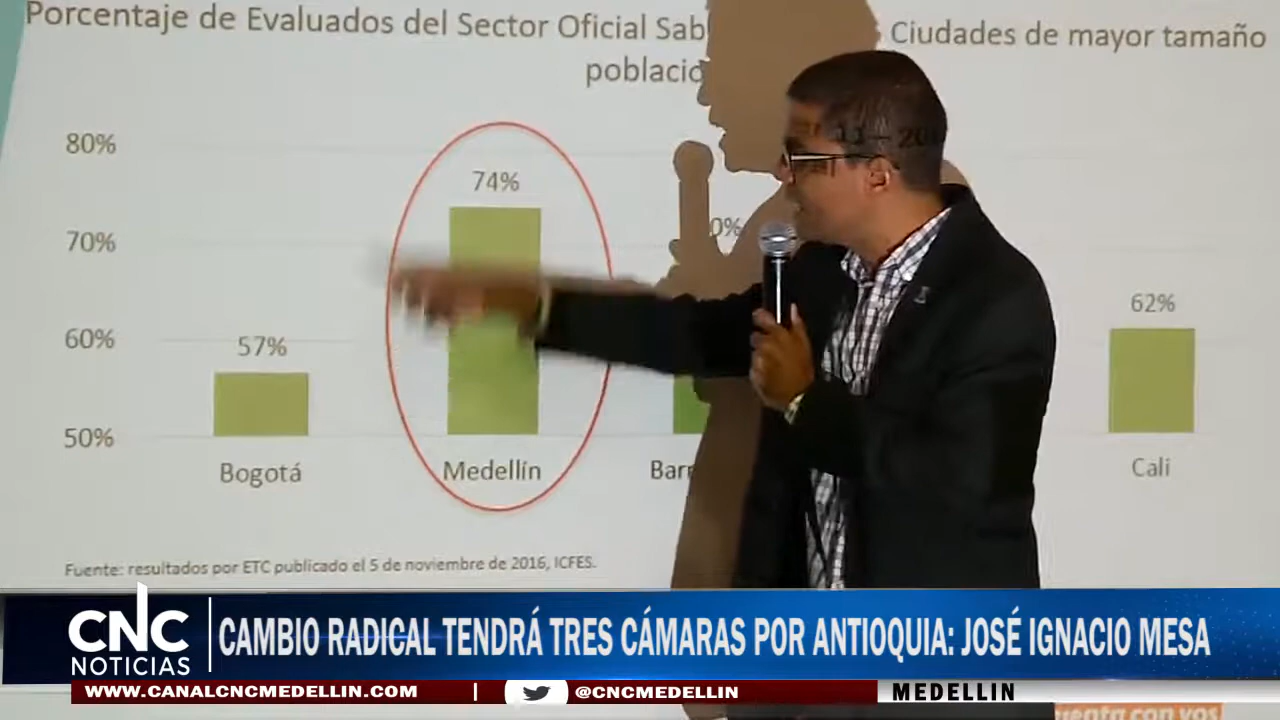 Porcentaje de Evaluados del Sector Oficial Sab
Ciudades de mayor tamaño
poblacio
80%
74%
70%
0%
62%
60%
57%
50%
Bogotá
Medellín
Barr
Cali
Fuente: resultados por ETC publicado el 5 de noviembre de 2016, ICFES.
CNC
NOTICIAS
CAMBIO RADICAL TENDRÁ TRES CÁMARAS POR ANTIOQUIA: JOSÉ IGNACIO MESA
WWW.CANALCNCMEDELLIN.COM | @CNCMEDELLIN
MEDELLIN